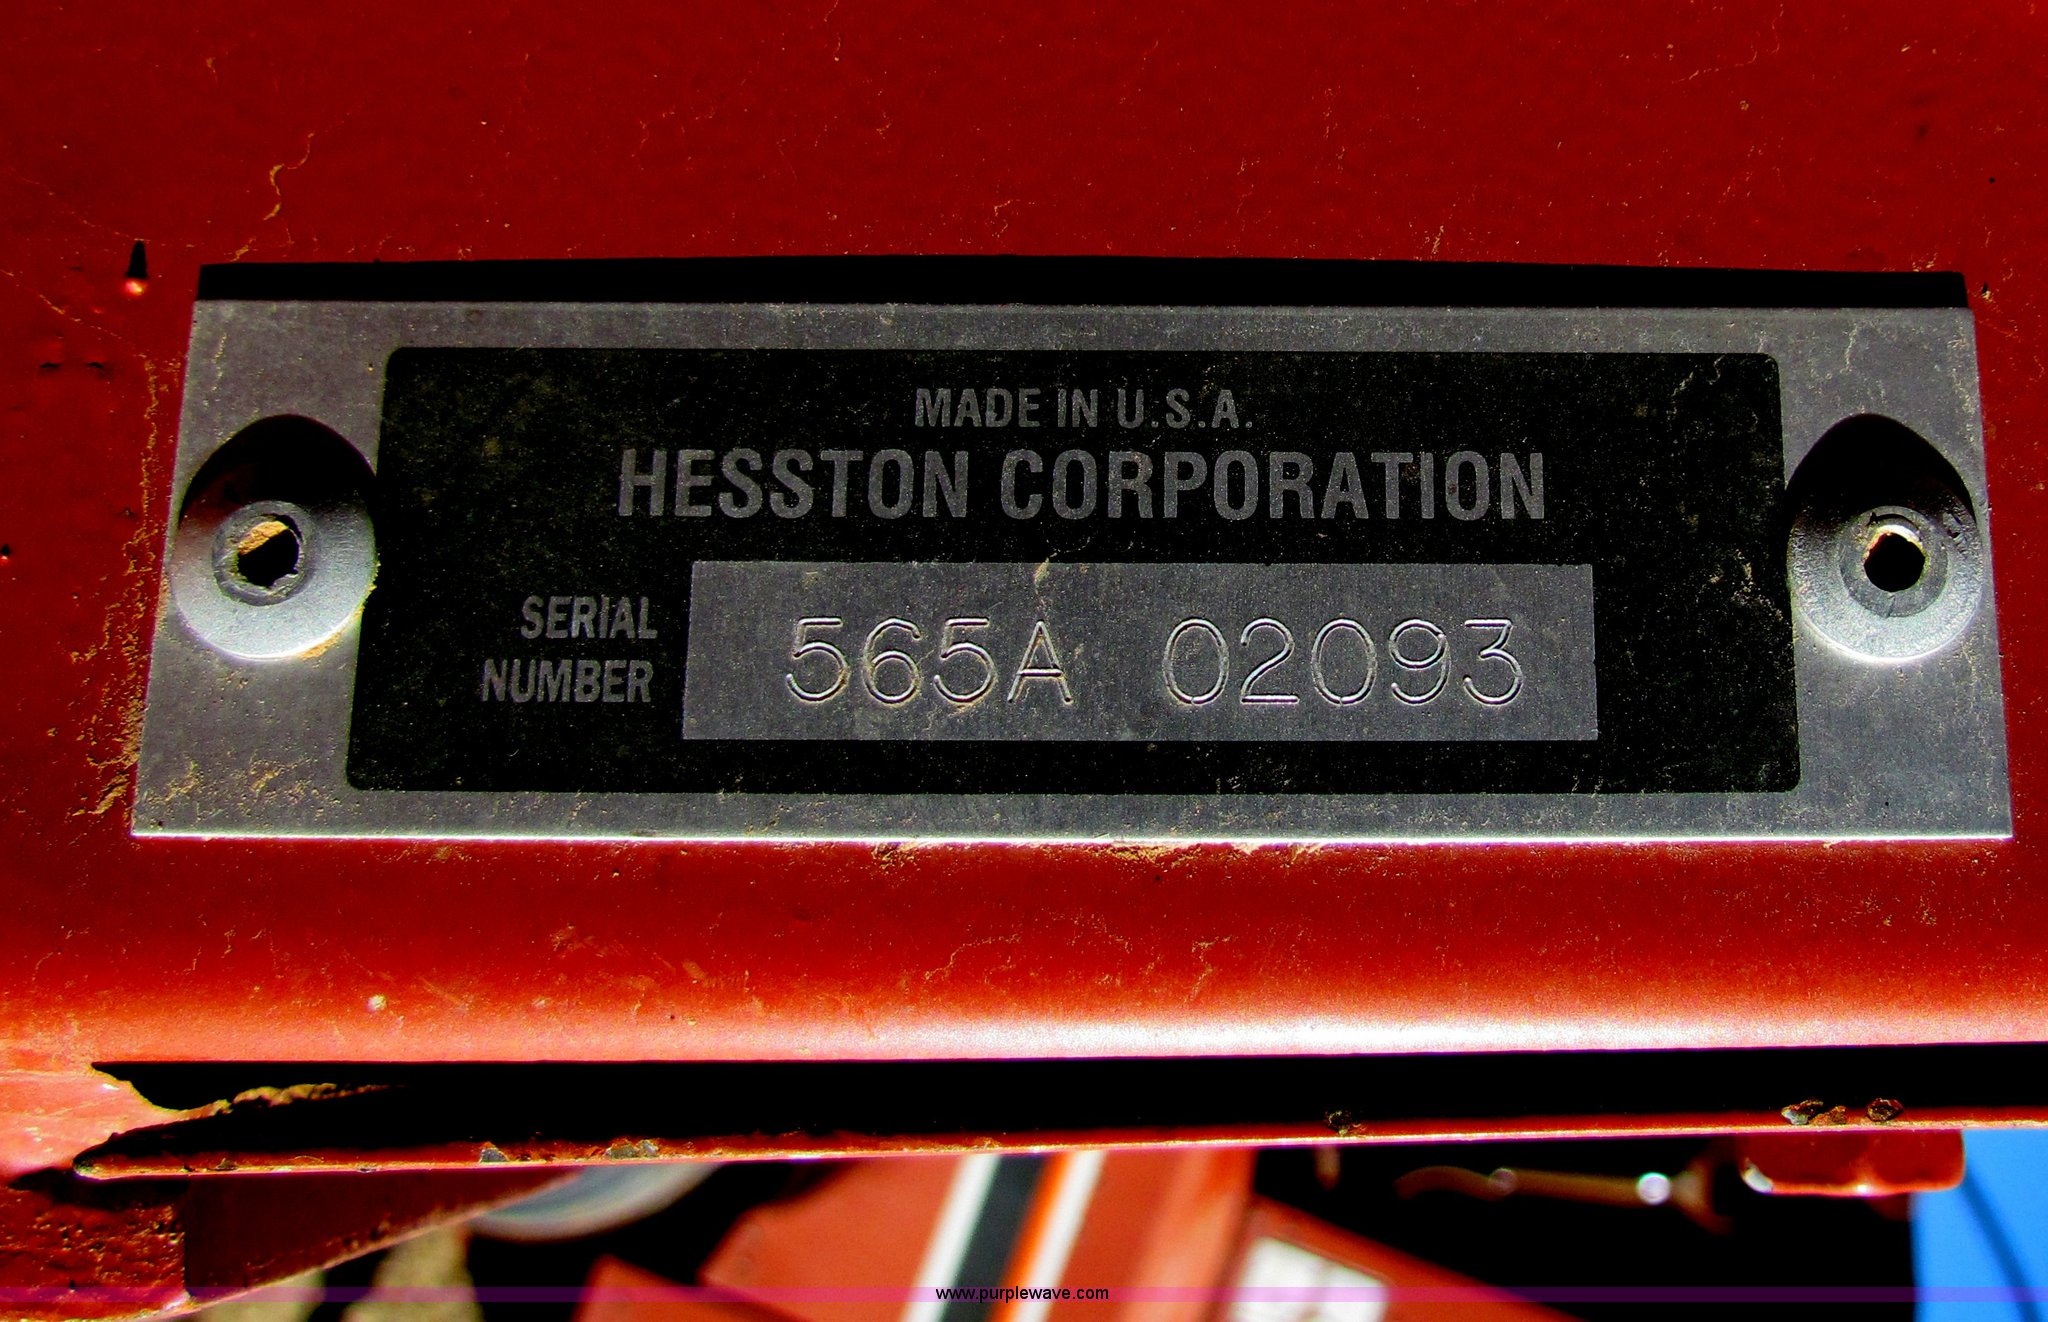 MADE IN U.S.A.
HESSTON CORPORATION
SERIAL
NUMBER
565A 02093
www.purplewave.com